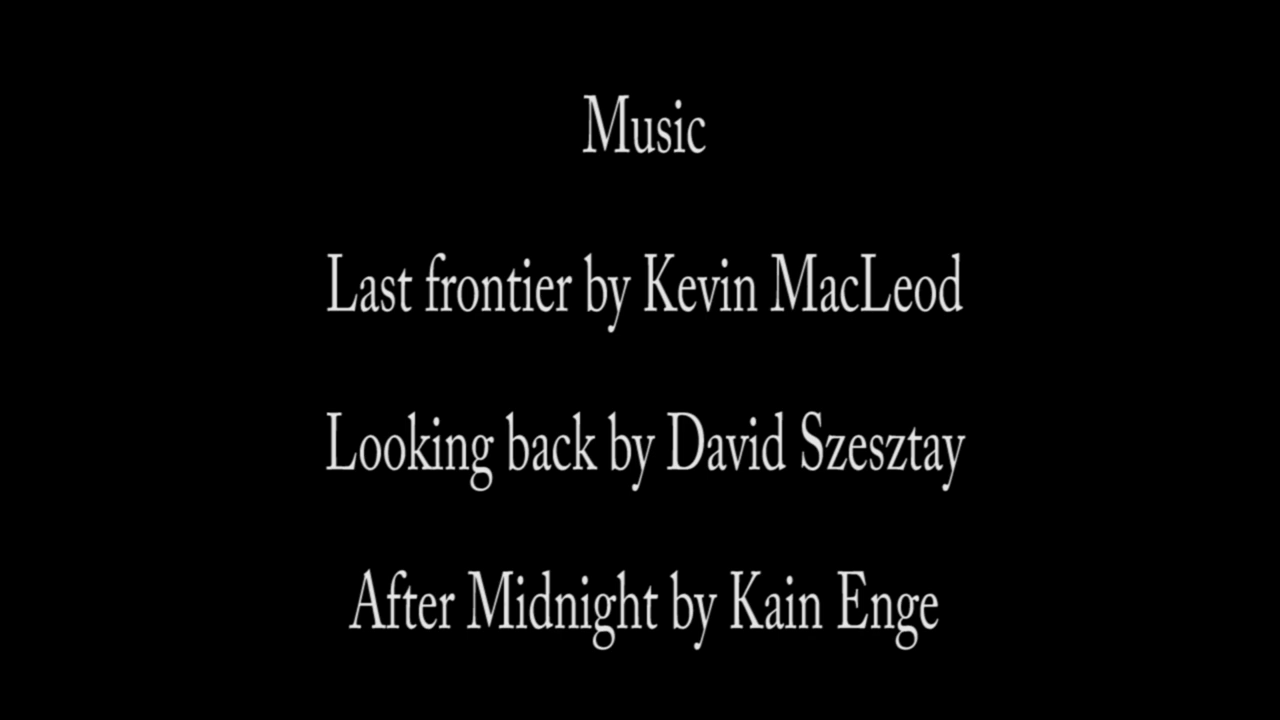 Music
Last frontier by Kevin MacLeod
Looking back by David Szesztay
After Midnight by Kain Enge